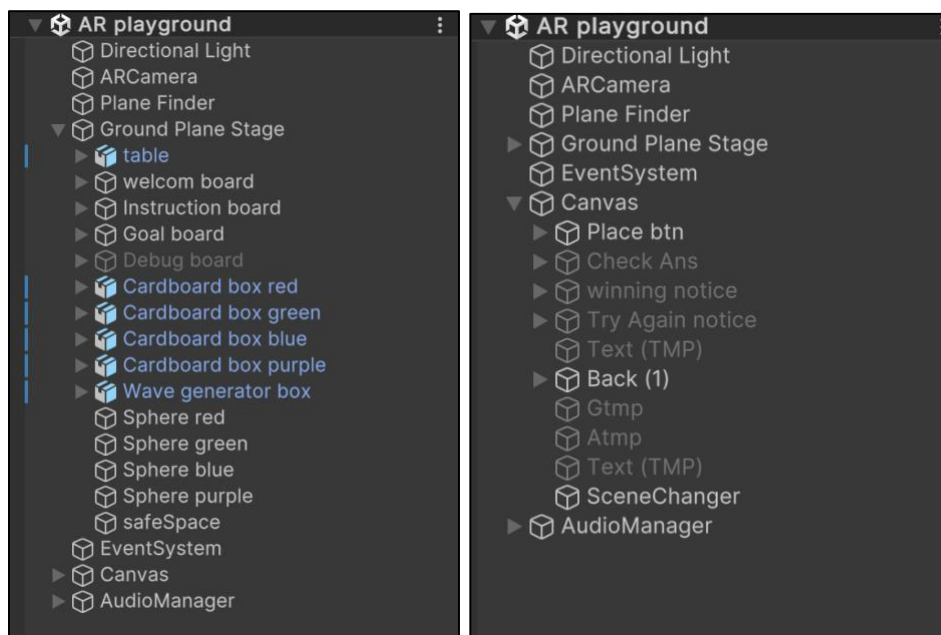 AR playground
Directional Light
ARCamera
Plane Finder
Ground Plane Stage
table
welcom board
Instruction board
Goal board
Debug board
Cardboard box red
Cardboard box green
Cardboard box blue
Cardboard box purple
Wave generator box
Sphere red
Sphere green
Sphere blue
Sphere purple
safeSpace
EventSystem
Canvas
AudioManager
AR playground
Directional Light
ARCamera
Plane Finder
Ground Plane Stage
EventSystem
Canvas
Place btn
Check Ans
winning notice
Try Again notice
Text (TMP)
Back (1)
Gtmp
Atmp
Text (TMP)
SceneChanger
AudioManager